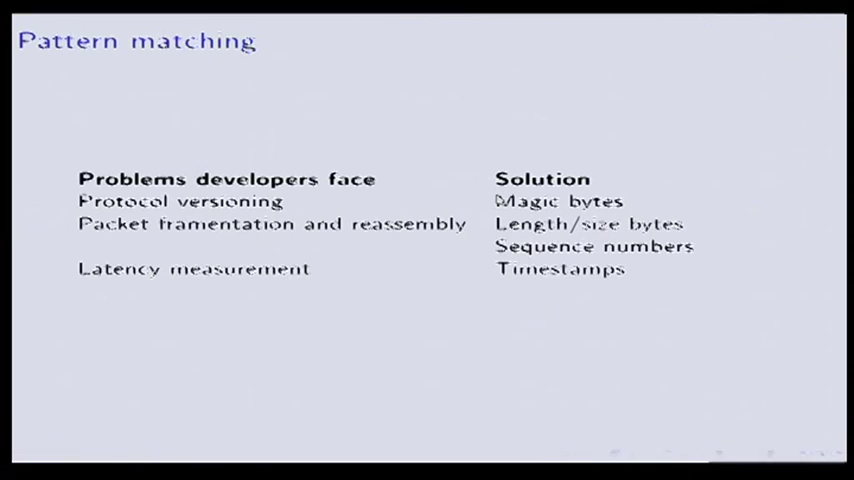 Pattern matching
Problems developers face Solution
Protocol versioning Magic bytes
Packet framentation and reassembly Length/size bytes
Sequence numbers
Latency measurement Timestamps